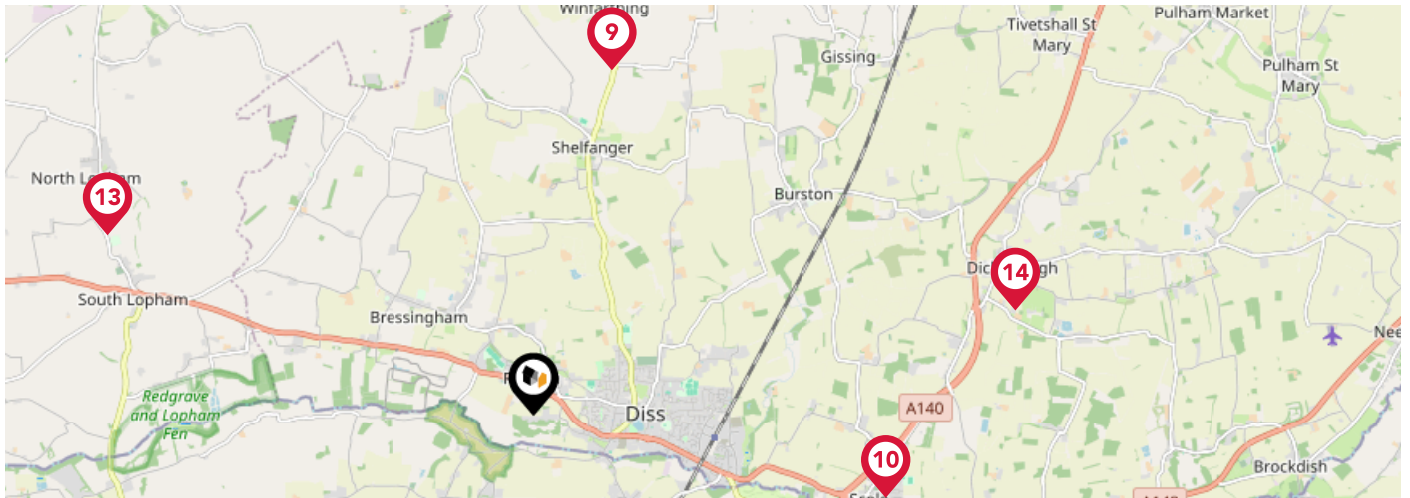 Winfarthing
9
Tivetshall St
Mary
Pulham Market
Gissing
Pulham St
Mary
Shelfanger
North Lopham
13
Burston
14
South Lopham
Bressingham
Redgrave
and Lopham
Fen
Diss
A140
10
Brockdish